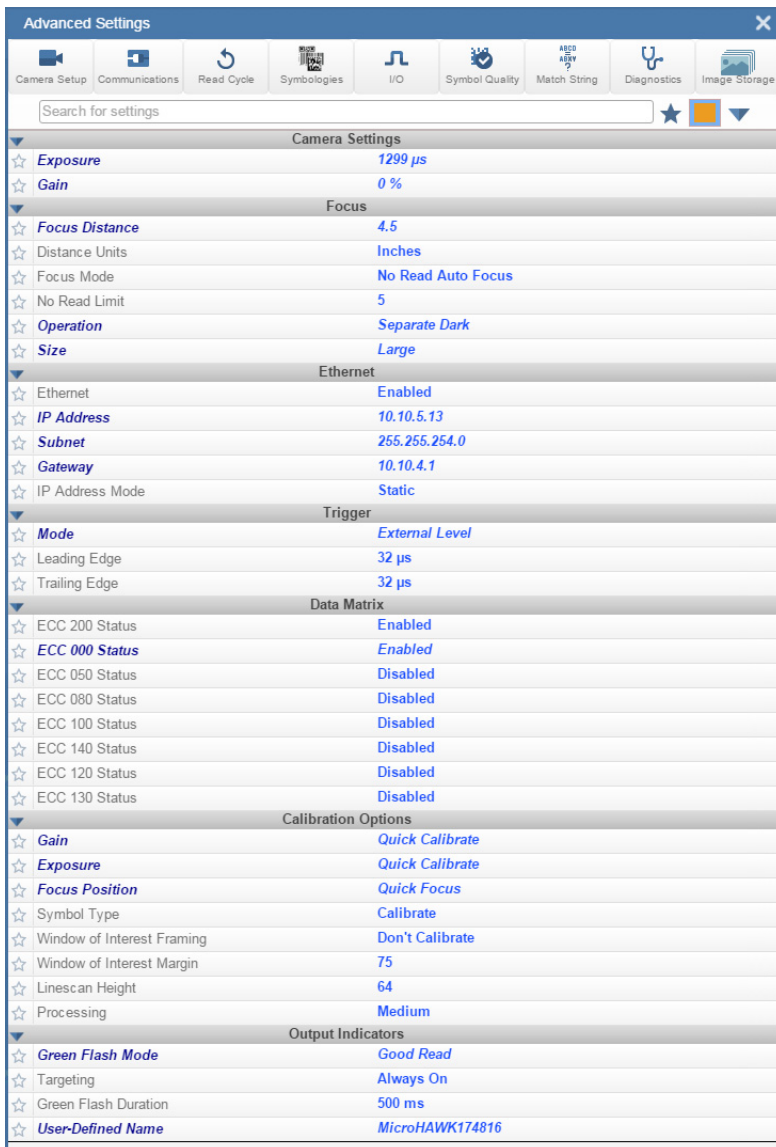 Advanced Settings
Camera Setup Communications Read Cycle Symbologies I/O Symbol Quality Match String Diagnostics Image Storage
Search for settings
Camera Settings
Exposure 1299 µs
Gain 0 %
Focus
Focus Distance 4.5
Distance Units Inches
Focus Mode No Read Auto Focus
No Read Limit 5
Operation Separate Dark
Size Large
Ethernet
Ethernet Enabled
IP Address 10.10.5.13
Subnet 255.255.254.0
Gateway 10.10.4.1
IP Address Mode Static
Trigger
Mode External Level
Leading Edge 32 µs
Trailing Edge 32 µs
Data Matrix
ECC 200 Status Enabled
ECC 000 Status Enabled
ECC 050 Status Disabled
ECC 080 Status Disabled
ECC 100 Status Disabled
ECC 140 Status Disabled
ECC 120 Status Disabled
ECC 130 Status Disabled
Calibration Options
Gain Quick Calibrate
Exposure Quick Calibrate
Focus Position Quick Focus
Symbol Type Calibrate
Window of Interest Framing Don't Calibrate
Window of Interest Margin 75
Linescan Height 64
Processing Medium
Output Indicators
Green Flash Mode Good Read
Targeting Always On
Green Flash Duration 500 ms
User-Defined Name MicroHAWK174816